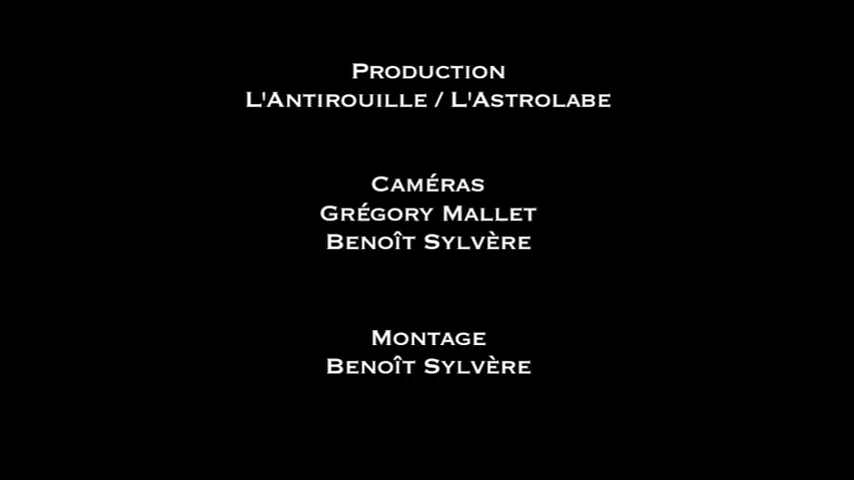 Production
L'Antirouille / L'Astrolabe
Caméras
Grégory Mallet
Benoît Sylvère
Montage
Benoît Sylvère